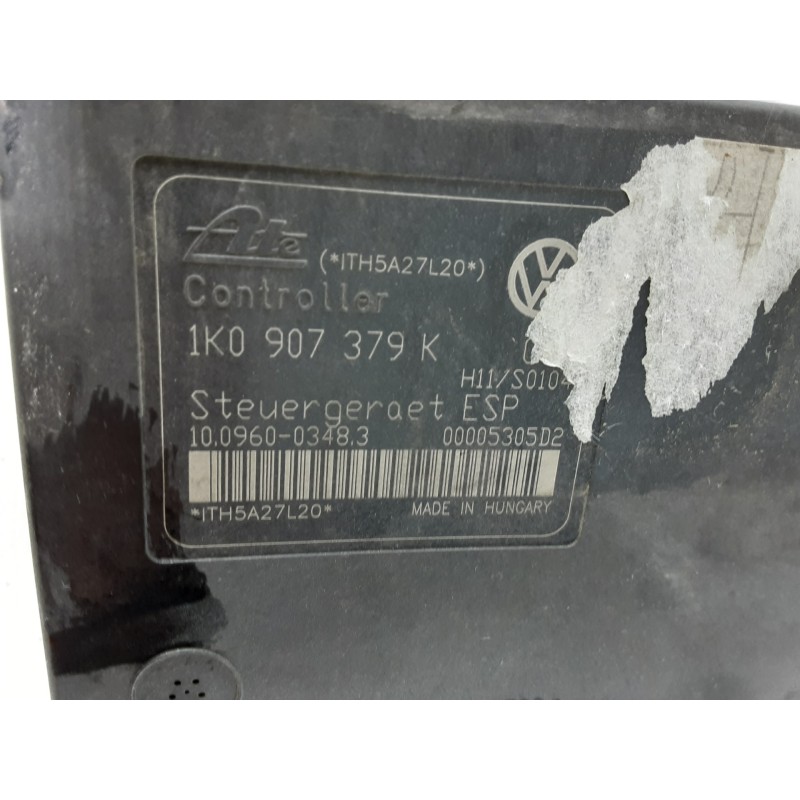 Ate (*ITH5A27L20*)
Controller
1K0 907 379 K
H11/S0104
Steuergeraet ESP
10.0960-0348.3 00005305D2
*ITH5A27L20* MADE IN HUNGARY